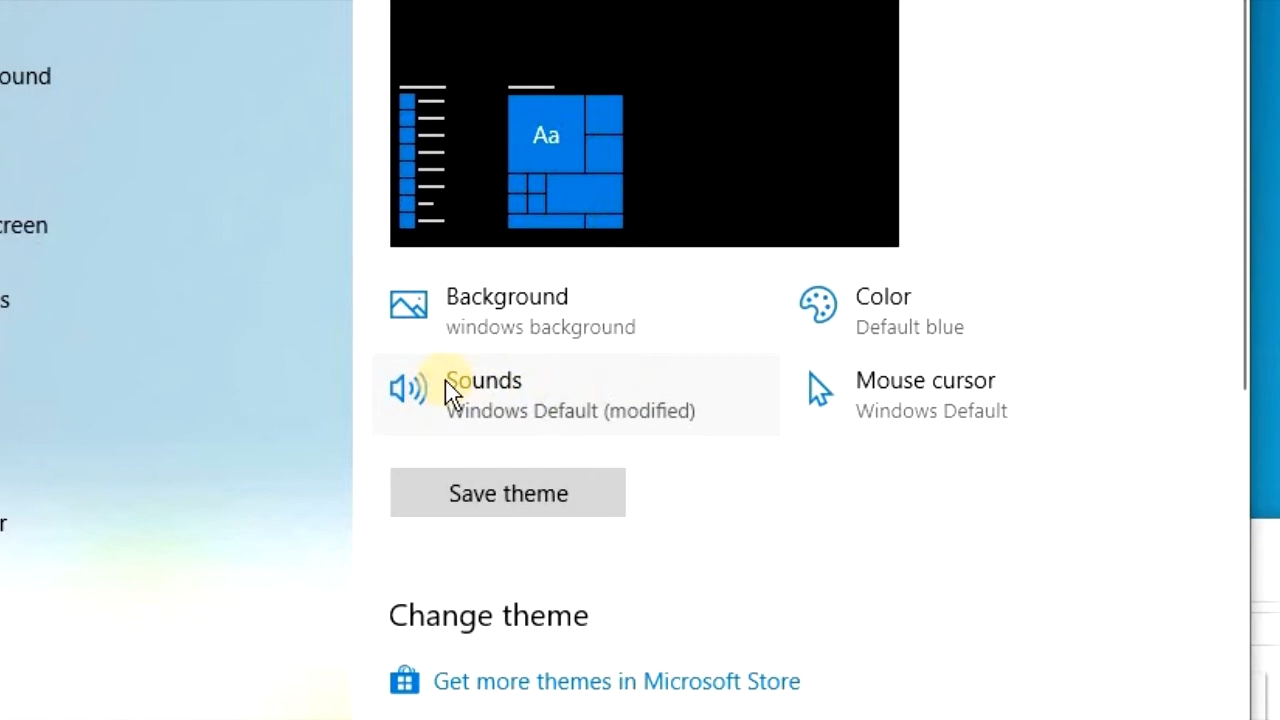 ound
creen
s
r
Aa
Background
windows background
Color
Default blue
Sounds
Windows Default (modified)
Mouse cursor
Windows Default
Save theme
Change theme
Get more themes in Microsoft Store